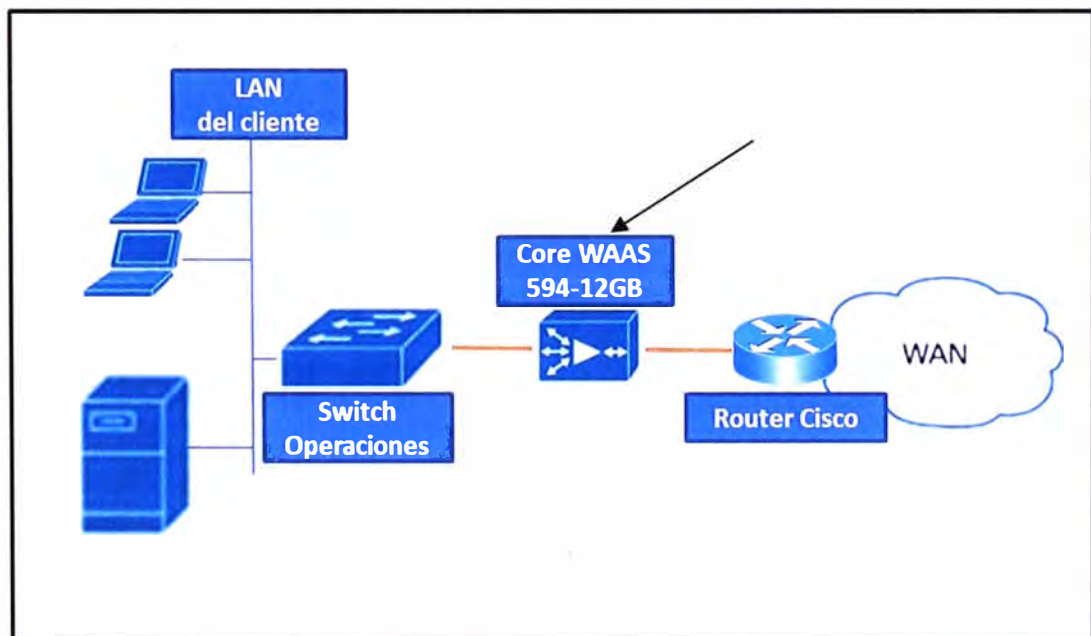 LAN
del cliente
Core WAAS
594-12GB
WAN
Switch
Operaciones
Router Cisco